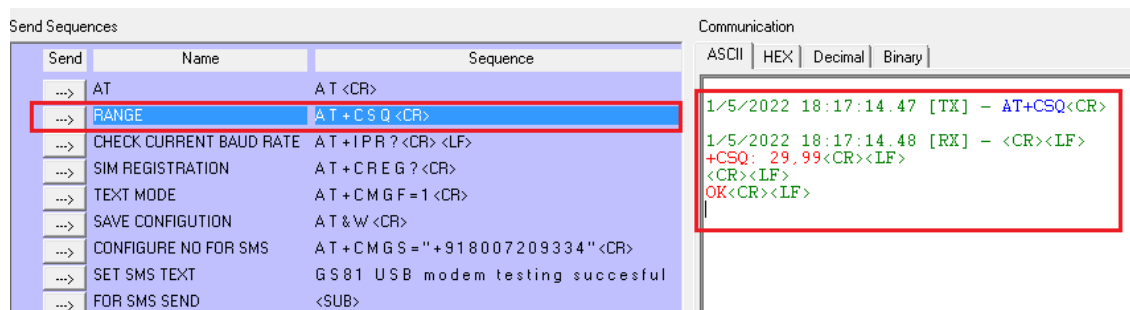 Send Sequences
Send Name Sequence
---> AT A T <CR>
---> RANGE A T + C S Q <CR>
---> CHECK CURRENT BAUD RATE A T + I P R ? <CR> <LF>
---> SIM REGISTRATION A T + C R E G ? <CR>
---> TEXT MODE A T + C M G F = 1 <CR>
---> SAVE CONFIGUTION A T & W <CR>
---> CONFIGURE NO FOR SMS A T + C M G S = " + 9 1 8 0 0 7 2 0 9 3 3 4 " <CR>
---> SET SMS TEXT G S 8 1 U S B m o d e m t e s t i n g s u c c e s f u l
---> FOR SMS SEND <SUB>
Communication
ASCII HEX Decimal Binary
1/5/2022 18:17:14.47 [TX] - AT+CSQ<CR>
1/5/2022 18:17:14.48 [RX] - <CR><LF>
+CSQ: 29,99<CR><LF>
<CR><LF>
OK<CR><LF>